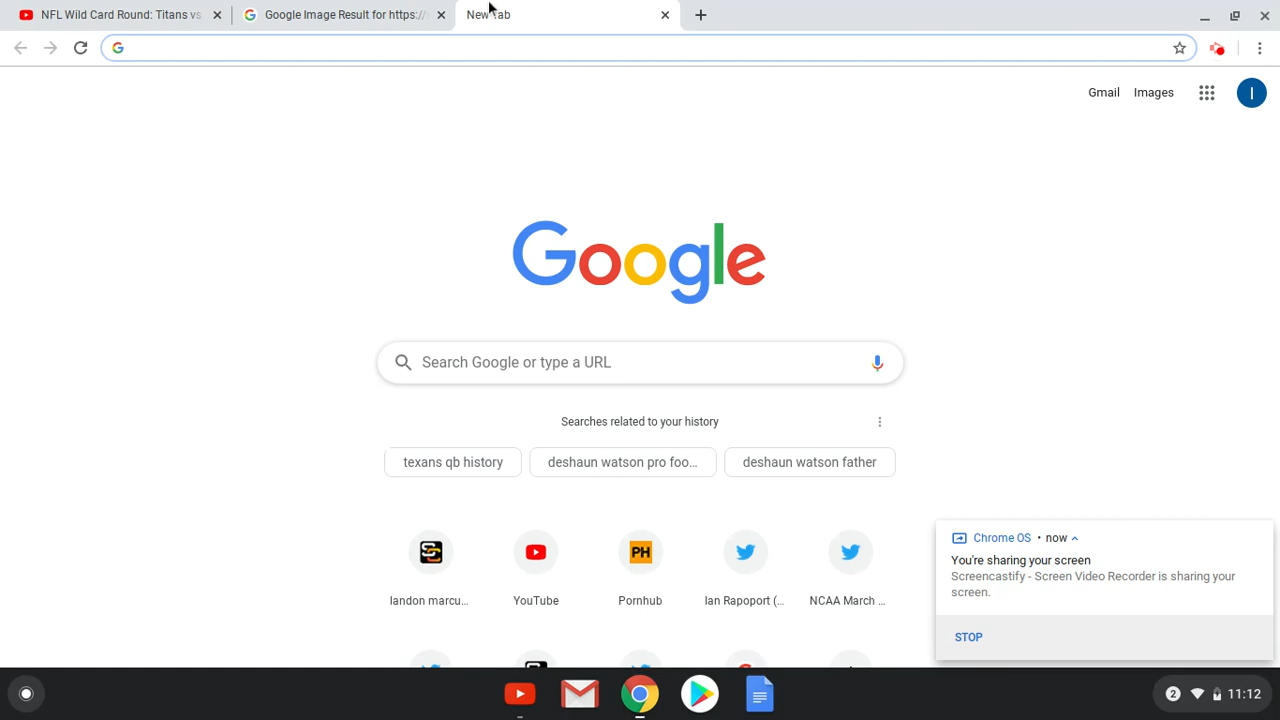 NFL Wild Card Round: Titans vs
Google Image Result for https://
New Tab
Gmail
Images
I
Google
Search Google or type a URL
Searches related to your history
texans qb history
deshaun watson pro foo...
deshaun watson father
PH
landon marcu...
YouTube
Pornhub
Ian Rapoport (...
NCAA March ...
Chrome OS • now
You're sharing your screen
Screencastify - Screen Video Recorder is sharing your
screen.
STOP
2
11:12